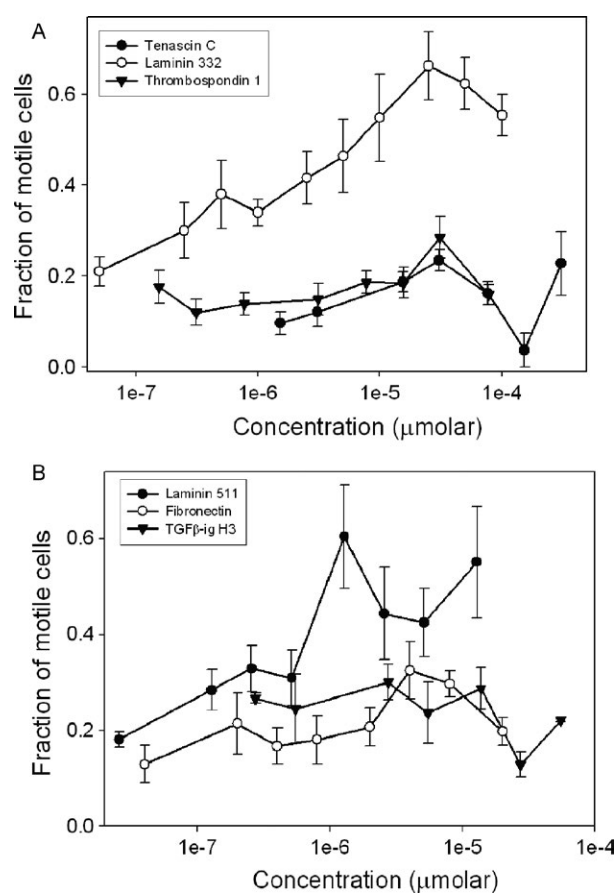 A
Tenascin C
Laminin 332
Thrombospondin 1
Fraction of motile cells
0.6
0.4
0.2
0.0
1e-7 1e-6 1e-5 1e-4
Concentration (μmolar)
B
Laminin 511
Fibronectin
TGFβ-ig H3
Fraction of motile cells
0.6
0.4
0.2
0.0
1e-7 1e-6 1e-5 1e-4
Concentration (μmolar)